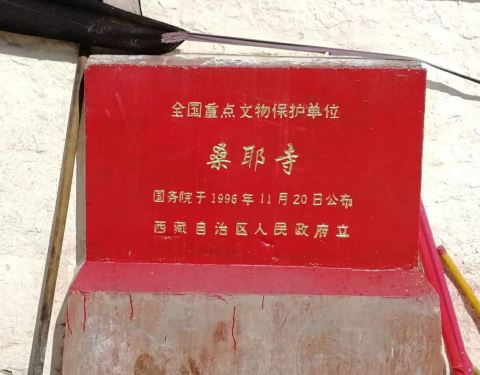 全国重点文物保护单位
桑耶寺
国务院于1996年11月20日公布
西藏自治区人民政府立